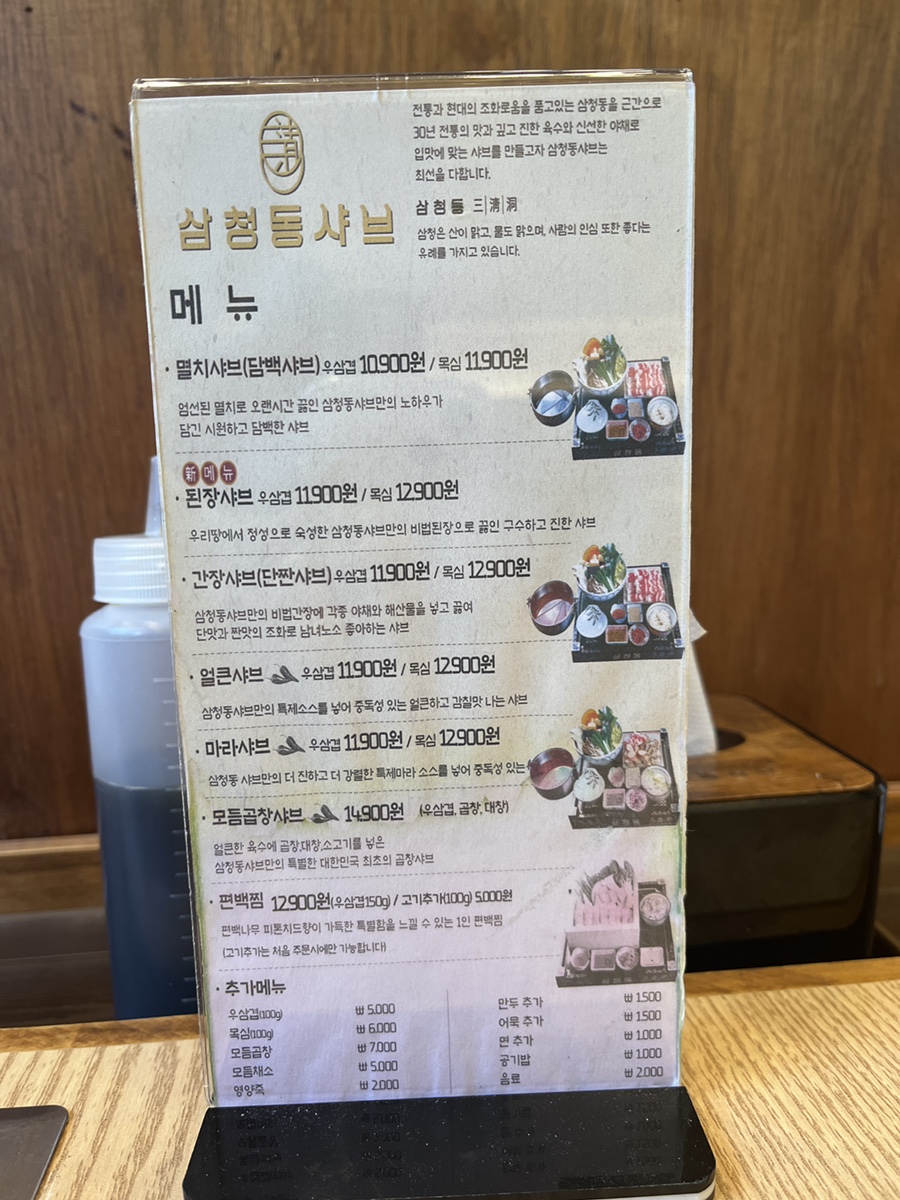 三清
전통과 현대의 조화로움을 품고있는 삼청동을 근간으로
30년 전통의 맛과 깊고 진한 육수와 신선한 야채로
입맛에 맞는 샤브를 만들고자 삼청동샤브는
최선을 다합니다.
삼청동샤브
삼청동 三|淸|洞
삼청은 산이 맑고, 물도 맑으며, 사람의 인심 또한 좋다는
유례를 가지고 있습니다.
메뉴
· 멸치샤브(담백샤브) 우삼겹 10.900원 / 목심 11.900원
엄선된 멸치로 오랜시간 끓인 삼청동샤브만의 노하우가
담긴 시원하고 담백한 샤브
新메뉴
· 된장샤브 우삼겹 11.900원 / 목심 12.900원
우리땅에서 정성으로 숙성한 삼청동샤브만의 비법된장으로 끓인 구수하고 진한 샤브
· 간장샤브(단짠샤브) 우삼겹 11.900원 / 목심 12.900원
삼청동샤브만의 비법간장에 각종 야채와 해산물을 넣고 끓여
단맛과 짠맛의 조화로 남녀노소 좋아하는 샤브
· 얼큰샤브 우삼겹 11.900원 / 목심 12.900원
삼청동샤브만의 특제소스를 넣어 중독성 있는 얼큰하고 감칠맛 나는 샤브
· 마라샤브 우삼겹 11.900원 / 목심 12.900원
삼청동 샤브만의 더 진하고 더 강렬한 특제마라 소스를 넣어 중독성 있는
· 모듬곱창샤브 14.900원 (우삼겹, 곱창, 대창)
얼큰한 육수에 곱창,대창,소고기를 넣은
삼청동샤브만의 특별한 대한민국 최초의 곱창샤브
· 편백찜 12.900원(우삼겹150g) / 고기추가(100g) 5.000원
편백나무 피톤치드향이 가득한 특별함을 느낄 수 있는 1인 편백찜
(고기추가는 처음 주문시에만 가능합니다)
· 추가메뉴
우삼겹(100g) ₩ 5.000
목심(100g) ₩ 6.000
모듬곱창 ₩ 7.000
모듬채소 ₩ 5.000
영양죽 ₩ 2.000
만두 추가 ₩ 1.500
어묵 추가 ₩ 1.500
면 추가 ₩ 1.000
공기밥 ₩ 1.000
음료 ₩ 2.000